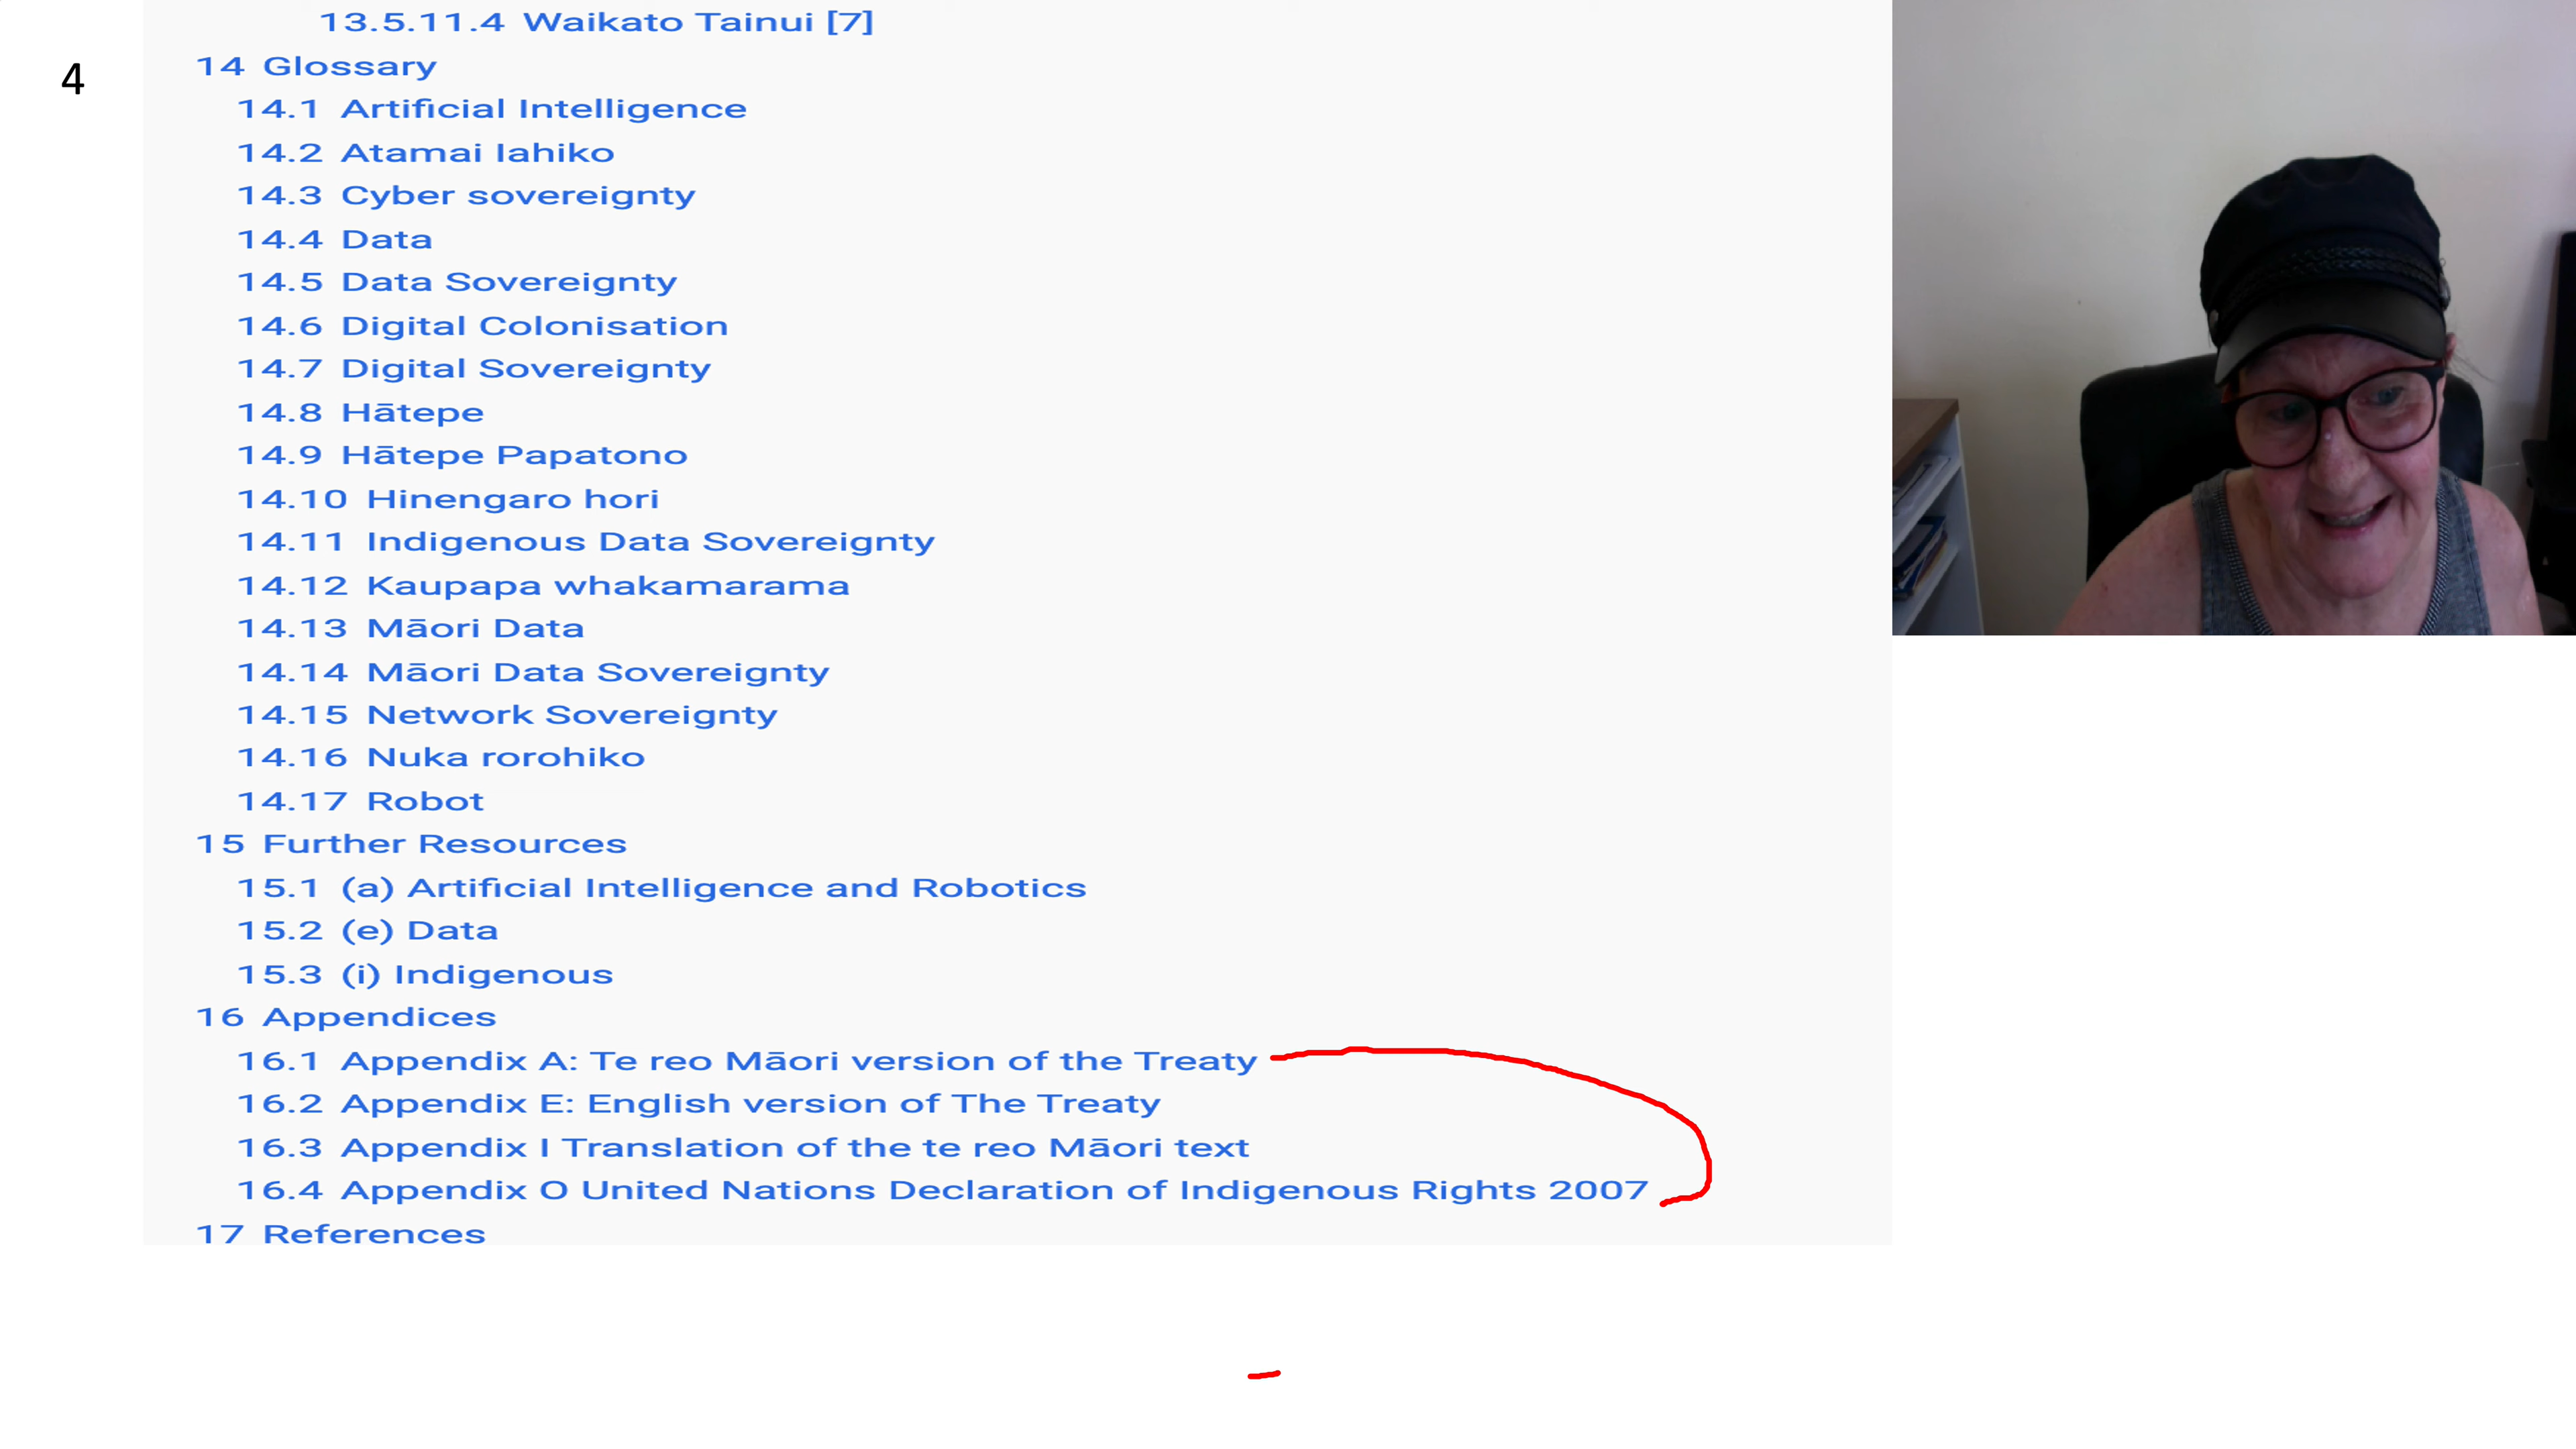 4
13.5.11.4 Waikato Tainui [7]
14 Glossary
14.1 Artificial Intelligence
14.2 Atamai Iahiko
14.3 Cyber sovereignty
14.4 Data
14.5 Data Sovereignty
14.6 Digital Colonisation
14.7 Digital Sovereignty
14.8 Hātepe
14.9 Hātepe Papatono
14.10 Hinengaro hori
14.11 Indigenous Data Sovereignty
14.12 Kaupapa whakamarama
14.13 Māori Data
14.14 Māori Data Sovereignty
14.15 Network Sovereignty
14.16 Nuka rorohiko
14.17 Robot
15 Further Resources
15.1 (a) Artificial Intelligence and Robotics
15.2 (e) Data
15.3 (i) Indigenous
16 Appendices
16.1 Appendix A: Te reo Māori version of the Treaty
16.2 Appendix E: English version of The Treaty
16.3 Appendix I Translation of the te reo Māori text
16.4 Appendix O United Nations Declaration of Indigenous Rights 2007
17 References